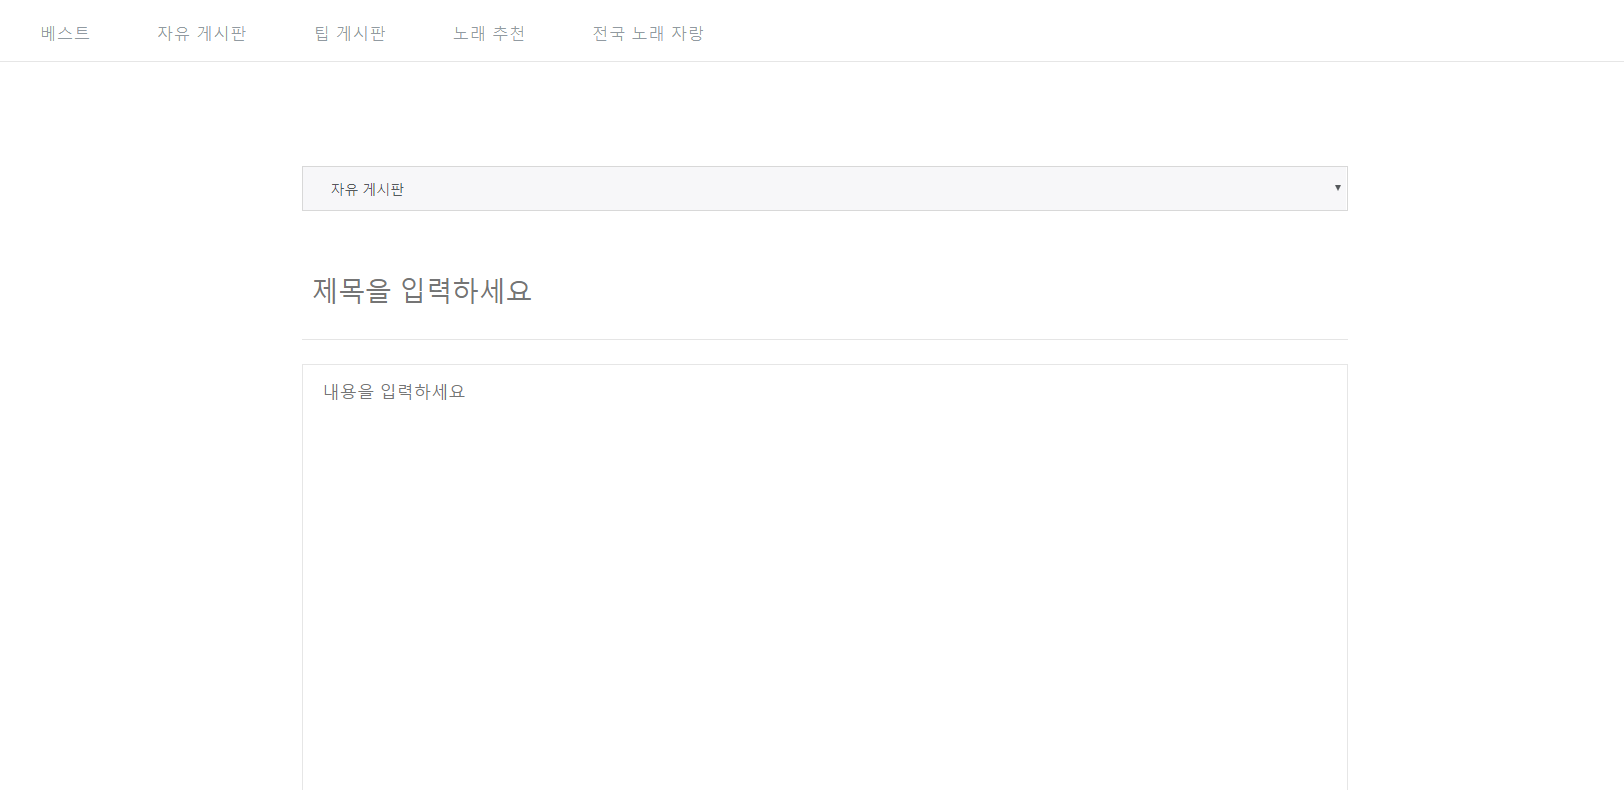 베스트 자유 게시판 팁 게시판 노래 추천 전국 노래 자랑
자유 게시판
제목을 입력하세요
내용을 입력하세요